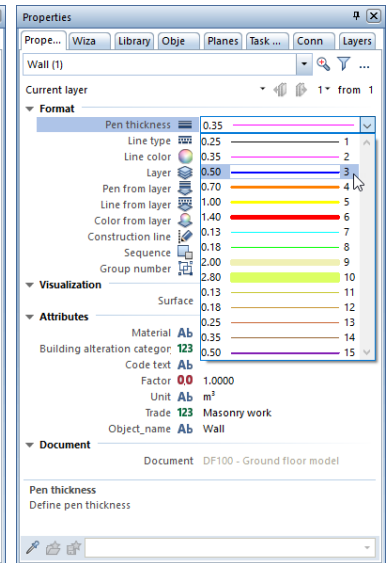 Properties
Prope... Wiza Library Obje Planes Task ... Conn Layers
Wall (1) ...
Current layer 1 from 1
Format
Pen thickness 0.35
Line type 0.25 1
Line color 0.35 2
Layer 0.50 3
Pen from layer 0.70 4
Line from layer 1.00 5
Color from layer 1.40 6
Construction line 0.13 7
Sequence 0.18 8
Group number 2.00 9
Visualization 2.80 10
Surface 0.13 11
Attributes 0.18 12
Material Ab 0.25 13
Building alteration categor 123 0.35 14
Code text Ab 0.50 15
Factor 0,0 1.0000
Unit Ab m³
Trade 123 Masonry work
Object_name Ab Wall
Document
Document DF100 - Ground floor model
Pen thickness
Define pen thickness